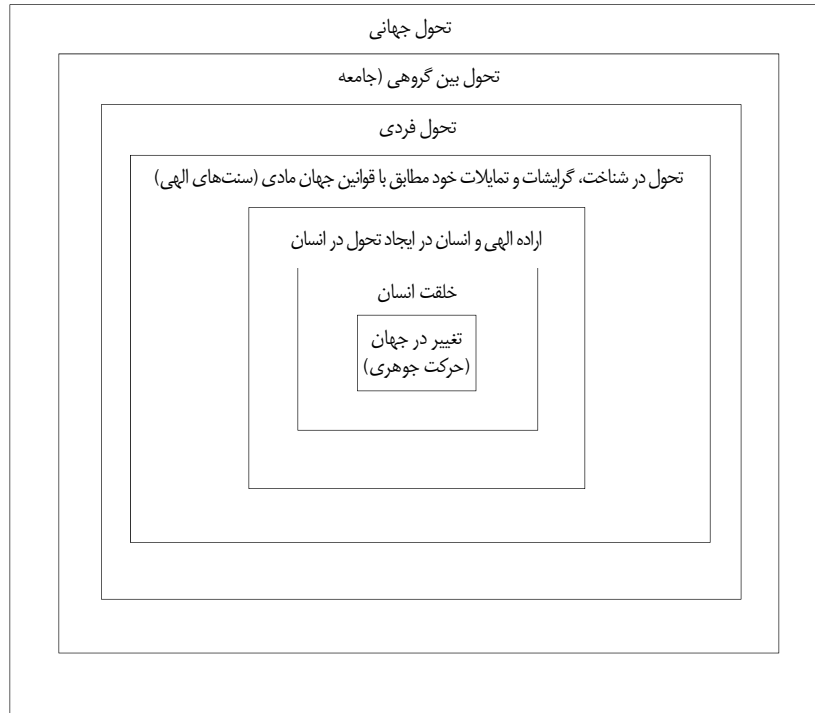 تحول جهانی
تحول بین گروهی (جامعه
تحول فردی
تحول در شناخت، گرایشات و تمایلات خود مطابق با قوانین جهان مادی (سنت‌های الهی)
اراده الهی و انسان در ایجاد تحول در انسان
خلقت انسان
تغییر در جهان
(حرکت جوهری)